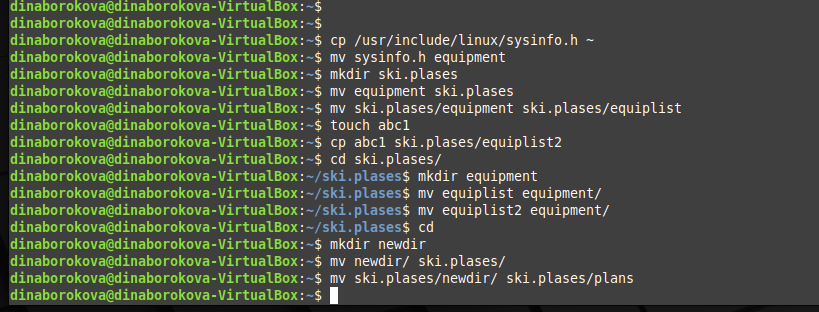 dinaborokova@dinaborokova-VirtualBox:~$
dinaborokova@dinaborokova-VirtualBox:~$
dinaborokova@dinaborokova-VirtualBox:~$ cp /usr/include/linux/sysinfo.h ~
dinaborokova@dinaborokova-VirtualBox:~$ mv sysinfo.h equipment
dinaborokova@dinaborokova-VirtualBox:~$ mkdir ski.plases
dinaborokova@dinaborokova-VirtualBox:~$ mv equipment ski.plases
dinaborokova@dinaborokova-VirtualBox:~$ mv ski.plases/equipment ski.plases/equiplist
dinaborokova@dinaborokova-VirtualBox:~$ touch abc1
dinaborokova@dinaborokova-VirtualBox:~$ cp abc1 ski.plases/equiplist2
dinaborokova@dinaborokova-VirtualBox:~$ cd ski.plases/
dinaborokova@dinaborokova-VirtualBox:~/ski.plases$ mkdir equipment
dinaborokova@dinaborokova-VirtualBox:~/ski.plases$ mv equiplist equipment/
dinaborokova@dinaborokova-VirtualBox:~/ski.plases$ mv equiplist2 equipment/
dinaborokova@dinaborokova-VirtualBox:~/ski.plases$ cd
dinaborokova@dinaborokova-VirtualBox:~$ mkdir newdir
dinaborokova@dinaborokova-VirtualBox:~$ mv newdir/ ski.plases/
dinaborokova@dinaborokova-VirtualBox:~$ mv ski.plases/newdir/ ski.plases/plans
dinaborokova@dinaborokova-VirtualBox:~$